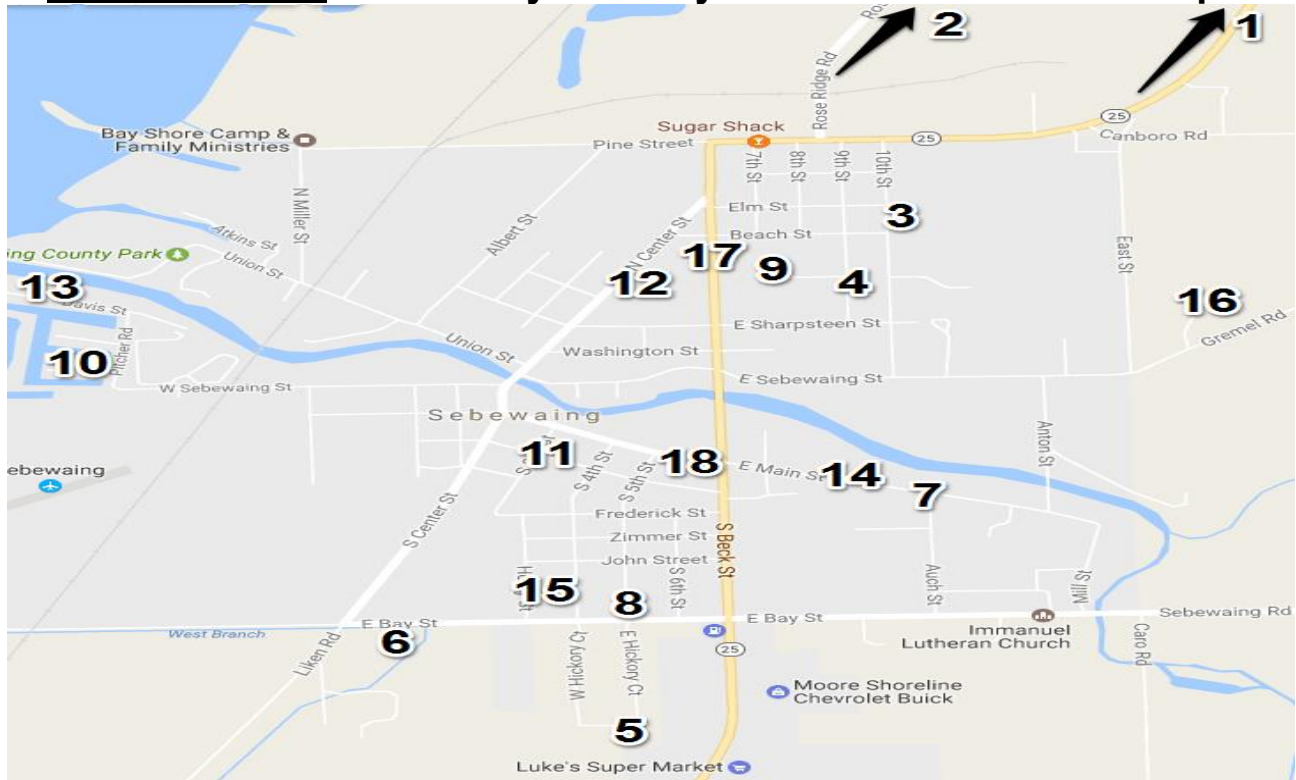 2
1
Rose Ridge Rd
25
Canboro Rd
Sugar Shack
Bay Shore Camp &
Family Ministries
Pine Street
7th St
8th St
9th St
10th St
N Miller St
Albert St
N Center St
Elm St
3
Beach St
Atkins St
Union St
East St
ing County Park
17
9
12
4
16
13
Davis St
E Sharpsteen St
Gremel Rd
Pitcher Rd
Union St
Washington St
10
W Sebewaing St
E Sebewaing St
Sebewaing
Anton St
11
S 4th St
S 5th St
18
E Main St
14
7
ebewaing
S Center St
Frederick St
Zimmer St
John Street
S Beck St
S 6th St
15
8
Auch St
Mill St
West Branch
E Bay St
E Bay St
Sebewaing Rd
6
Liken Rd
25
Immanuel
Lutheran Church
Caro Rd
W Hickory Ct
E Hickory Ct
Moore Shoreline
Chevrolet Buick
5
Luke's Super Market